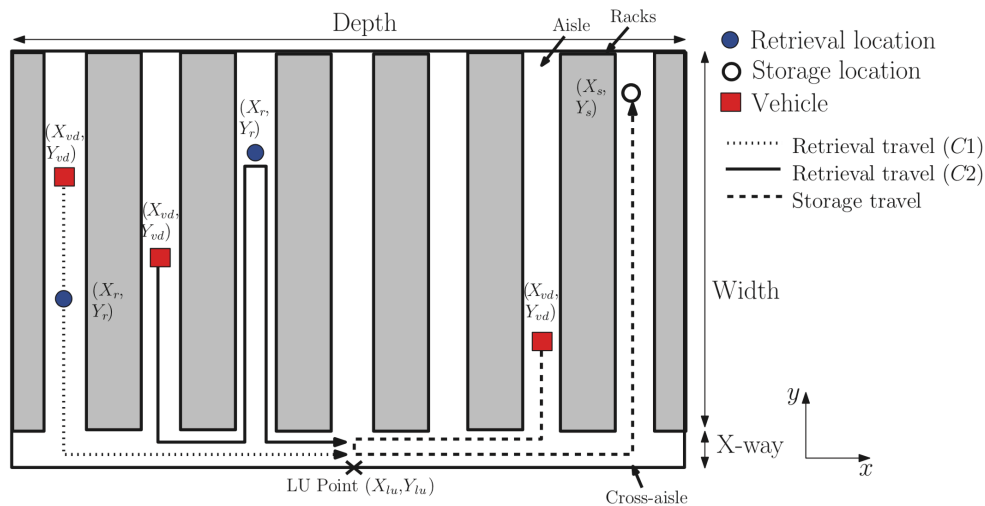 Depth
Aisle
Racks
Retrieval location
Storage location
Vehicle
Retrieval travel (C1)
Retrieval travel (C2)
Storage travel
(X_s,
Y_s)
(X_r,
Y_r)
(X_vd,
Y_vd)
(X_vd,
Y_vd)
(X_r,
Y_r)
(X_vd,
Y_vd)
Width
X-way
y
x
LU Point (X_lu,Y_lu)
Cross-aisle